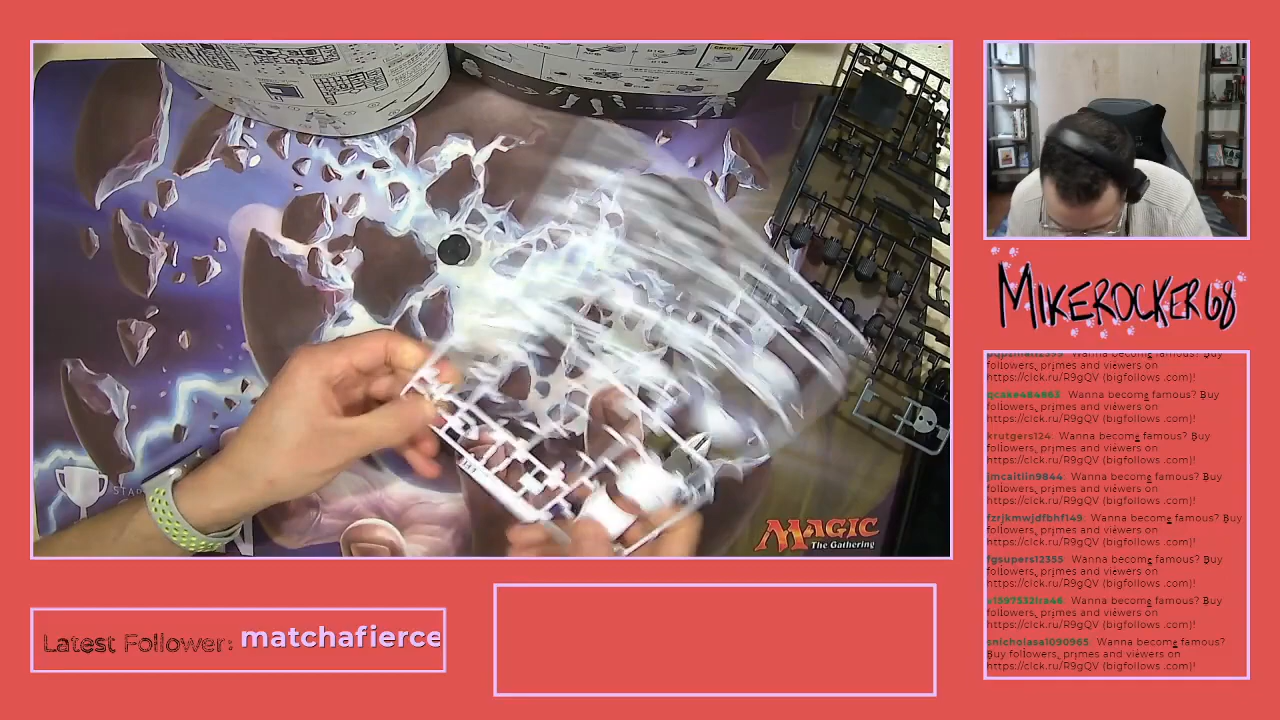 MAGIC
The Gathering
STAR
MIKEROCKER68
Wanna become famous? Buy
followers, primes and viewers on
https://clck.ru/R9gQV (bigfollows .com)!
qcake484863 Wanna become famous? Buy
followers, primes and viewers on
https://clck.ru/R9gQV (bigfollows .com)!
krutgers124: Wanna become famous? Buy
followers, primes and viewers on
https://clck.ru/R9gQV (bigfollows .com)!
jmcaitlin9844: Wanna become famous? Buy
followers, primes and viewers on
https://clck.ru/R9gQV (bigfollows .com)!
fzrjkmwjdfbhf149: Wanna become famous? Buy
followers, primes and viewers on
https://clck.ru/R9gQV (bigfollows .com)!
fgsupers12355 Wanna become famous? Buy
followers, primes and viewers on
https://clck.ru/R9gQV (bigfollows .com)!
Wanna become famous? Buy
followers, primes and viewers on
https://clck.ru/R9gQV (bigfollows .com)!
snicholasa1090965: Wanna become famous?
Buy followers, primes and viewers on
https://clck.ru/R9gQV (bigfollows .com)!
Latest Follower: matchafierce